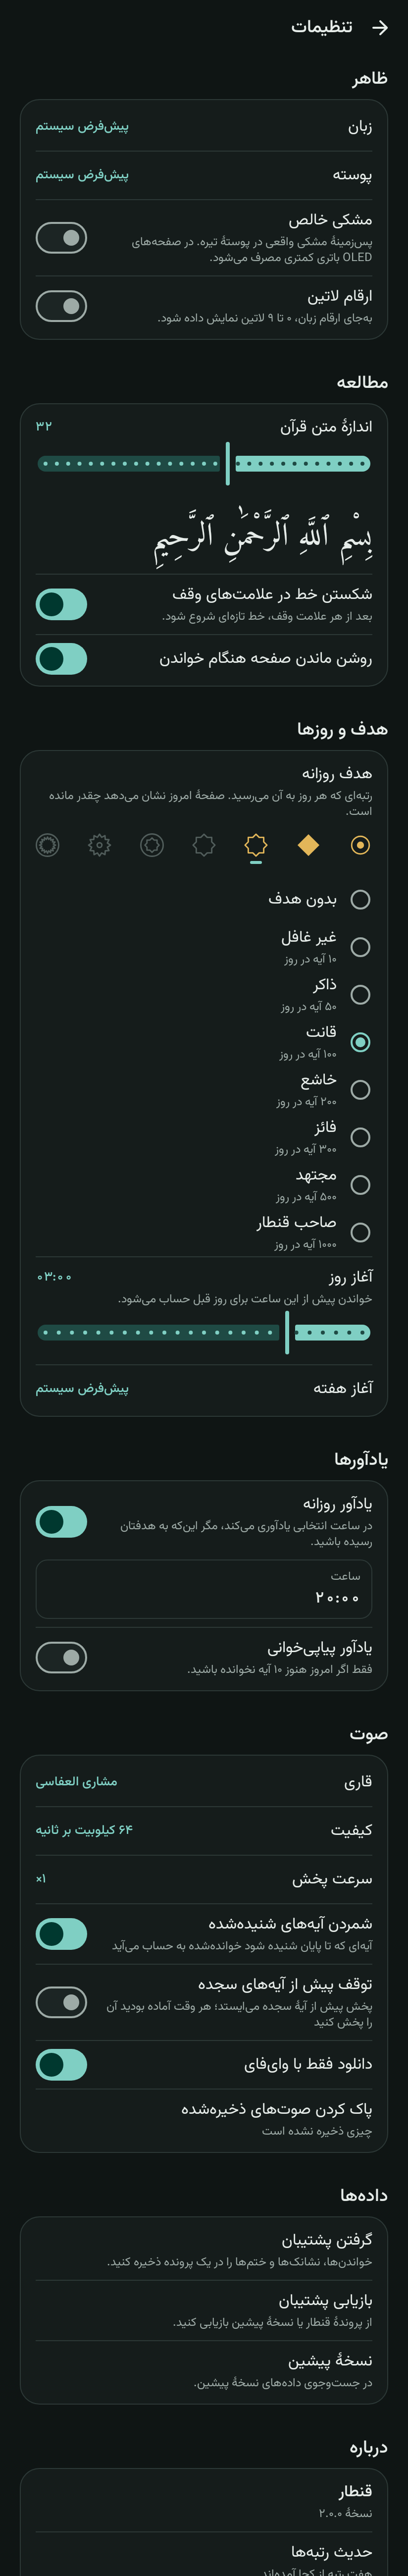 تنظیمات
ظاهر
زبان
پیش‌فرض سیستم
پوسته
پیش‌فرض سیستم
مشکی خالص
پس‌زمینهٔ مشکی واقعی در پوستهٔ تیره. در صفحه‌های
OLED باتری کمتری مصرف می‌شود.
ارقام لاتین
به‌جای ارقام زبان، ۰ تا ۹ لاتین نمایش داده شود.
مطالعه
اندازهٔ متن قرآن
۳۲
بِسْمِ ٱللَّهِ ٱلرَّحْمَٰنِ ٱلرَّحِيمِ
شکستن خط در علامت‌های وقف
بعد از هر علامت وقف، خط تازه‌ای شروع شود.
روشن ماندن صفحه هنگام خواندن
هدف و روزها
هدف روزانه
رتبه‌ای که هر روز به آن می‌رسید. صفحهٔ امروز نشان می‌دهد چقدر مانده
است.
بدون هدف
غیر غافل
۱۰ آیه در روز
ذاکر
۵۰ آیه در روز
قانت
۱۰۰ آیه در روز
خاشع
۲۰۰ آیه در روز
فائز
۳۰۰ آیه در روز
مجتهد
۵۰۰ آیه در روز
صاحب قنطار
۱۰۰۰ آیه در روز
آغاز روز
۰۳:۰۰
خواندن پیش از این ساعت برای روز قبل حساب می‌شود.
آغاز هفته
پیش‌فرض سیستم
یادآورها
یادآور روزانه
در ساعت انتخابی یادآوری می‌کند، مگر این‌که به هدفتان
رسیده باشید.
ساعت
۲۰:۰۰
یادآور پیاپی‌خوانی
فقط اگر امروز هنوز ۱۰ آیه نخوانده باشید.
صوت
قاری
مشاری العفاسی
کیفیت
۶۴ کیلوبیت بر ثانیه
سرعت پخش
۱×
شمردن آیه‌های شنیده‌شده
آیه‌ای که تا پایان شنیده شود خوانده‌شده به حساب می‌آید
توقف پیش از آیه‌های سجده
پخش پیش از آیهٔ سجده می‌ایستد؛ هر وقت آماده بودید آن
را پخش کنید
دانلود فقط با وای‌فای
پاک کردن صوت‌های ذخیره‌شده
چیزی ذخیره نشده است
داده‌ها
گرفتن پشتیبان
خواندن‌ها، نشانک‌ها و ختم‌ها را در یک پرونده ذخیره کنید.
بازیابی پشتیبان
از پروندهٔ قنطار یا نسخهٔ پیشین بازیابی کنید.
نسخهٔ پیشین
در جست‌وجوی داده‌های نسخهٔ پیشین.
درباره
قنطار
نسخهٔ ۲.۰.۰
حدیث رتبه‌ها
هفت رتبه از کجا آمده‌اند